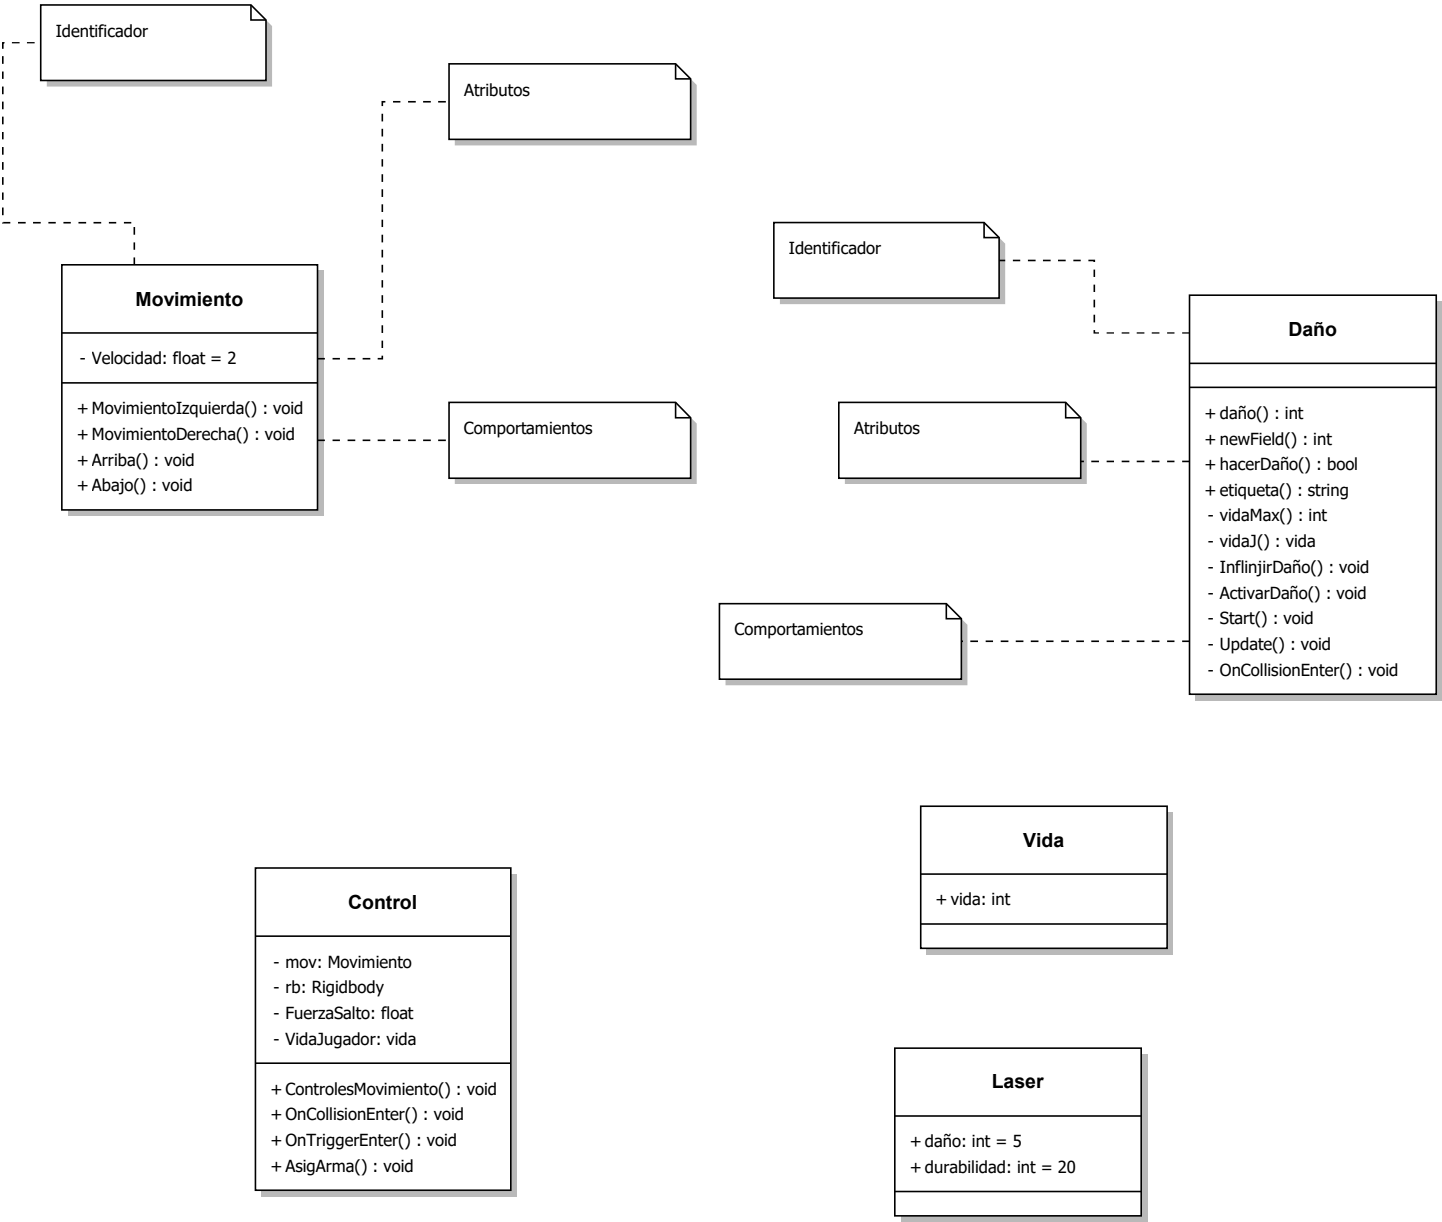 Identificador
Atributos
Identificador
Movimiento
- Velocidad: float = 2
+ MovimientoIzquierda() : void
+ MovimientoDerecha() : void
+ Arriba() : void
+ Abajo() : void
Comportamientos
Atributos
Daño
+ daño() : int
+ newField() : int
+ hacerDaño() : bool
+ etiqueta() : string
- vidaMax() : int
- vidaJ() : vida
- InflinjirDaño() : void
- ActivarDaño() : void
- Start() : void
- Update() : void
- OnCollisionEnter() : void
Comportamientos
Vida
+ vida: int
Control
- mov: Movimiento
- rb: Rigidbody
- FuerzaSalto: float
- VidaJugador: vida
+ ControlesMovimiento() : void
+ OnCollisionEnter() : void
+ OnTriggerEnter() : void
+ AsigArma() : void
Laser
+ daño: int = 5
+ durabilidad: int = 20